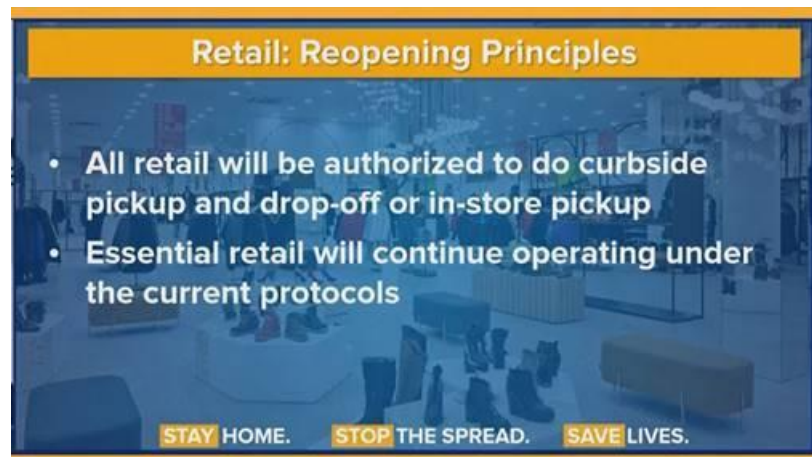 Retail: Reopening Principles
• All retail will be authorized to do curbside
pickup and drop-off or in-store pickup
• Essential retail will continue operating under
the current protocols
STAY HOME. STOP THE SPREAD. SAVE LIVES.